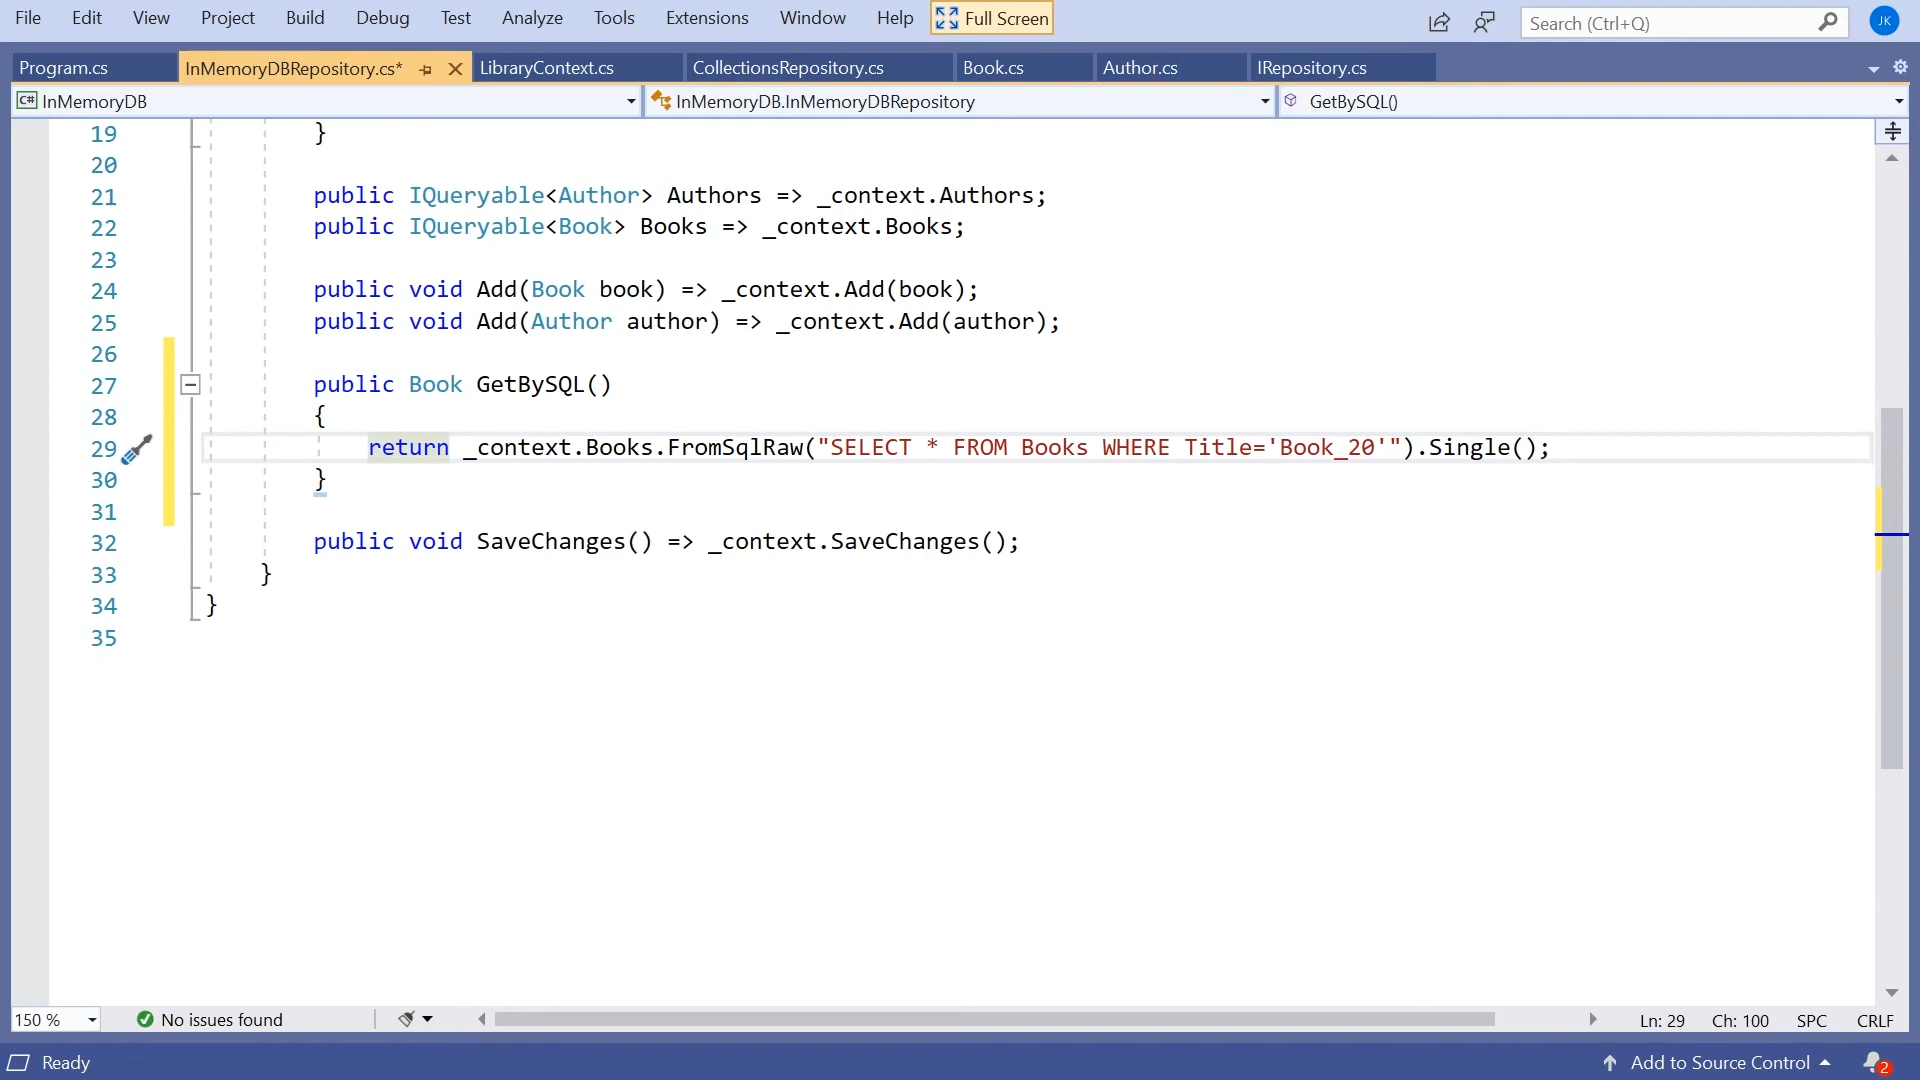 File Edit View Project Build Debug Test Analyze Tools Extensions Window Help Full Screen Search (Ctrl+Q) JK
Program.cs InMemoryDBRepository.cs* LibraryContext.cs CollectionsRepository.cs Book.cs Author.cs IRepository.cs
C# InMemoryDB InMemoryDB.InMemoryDBRepository GetBySQL()
19 }
20
21 public IQueryable<Author> Authors => _context.Authors;
22 public IQueryable<Book> Books => _context.Books;
23
24 public void Add(Book book) => _context.Add(book);
25 public void Add(Author author) => _context.Add(author);
26
27 public Book GetBySQL()
28 {
29 return _context.Books.FromSqlRaw("SELECT * FROM Books WHERE Title='Book_20'").Single();
30 }
31
32 public void SaveChanges() => _context.SaveChanges();
33 }
34 }
35
150 % No issues found Ln: 29 Ch: 100 SPC CRLF
Ready Add to Source Control 2